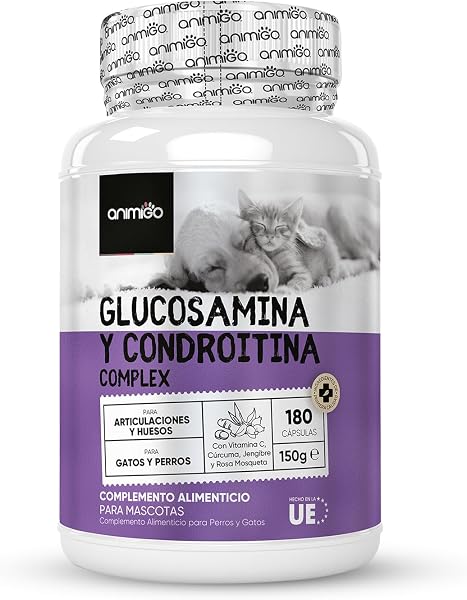 animiGO
GLUCOSAMINA
Y CONDROITINA
COMPLEX
PARA
ARTICULACIONES
Y HUESOS
PARA
GATOS Y PERROS
Con Vitamina C,
Cúrcuma, Jengibre
y Rosa Mosqueta
180
CÁPSULAS
150g e
COMPLEMENTO ALIMENTICIO
PARA MASCOTAS
Complemento Alimenticio para Perros y Gatos
HECHO EN LA
UE